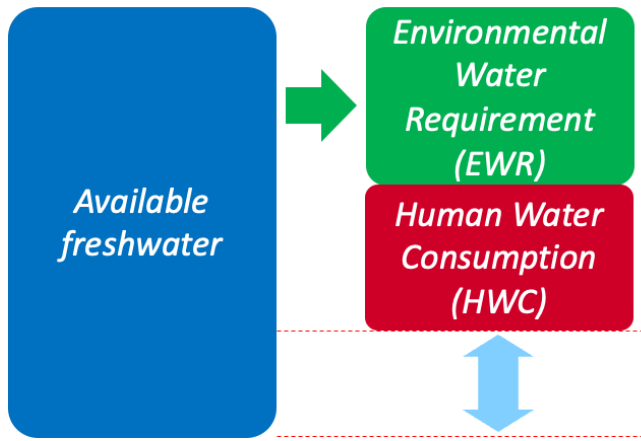 Available
freshwater
Environmental
Water
Requirement
(EWR)
Human Water
Consumption
(HWC)